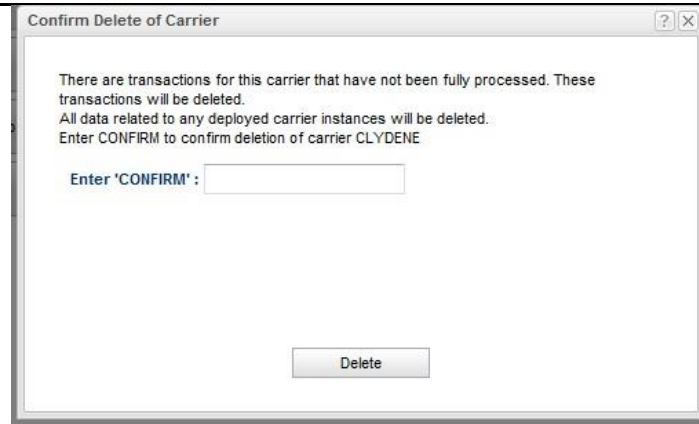 Confirm Delete of Carrier
There are transactions for this carrier that have not been fully processed. These
transactions will be deleted.
All data related to any deployed carrier instances will be deleted.
Enter CONFIRM to confirm deletion of carrier CLYDENE
Enter 'CONFIRM' :
Delete